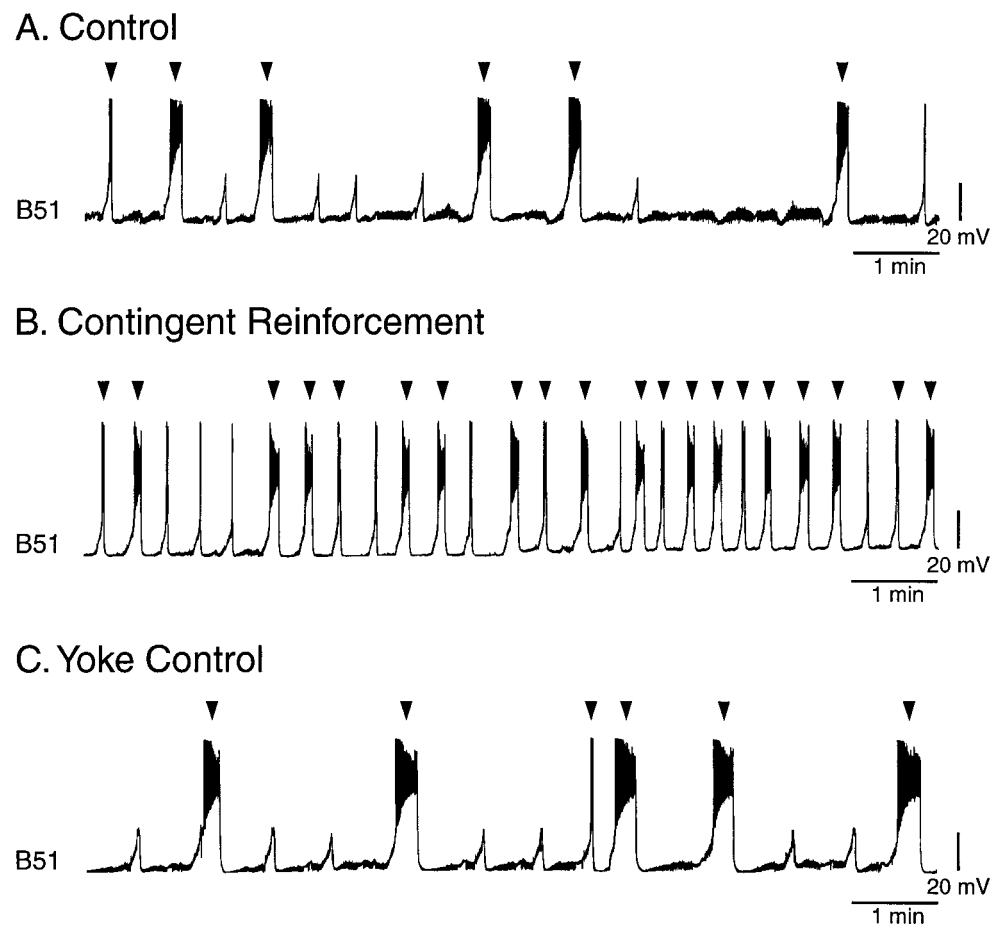 A. Control
B51
20 mV
1 min
B. Contingent Reinforcement
B51
20 mV
1 min
C. Yoke Control
B51
20 mV
1 min